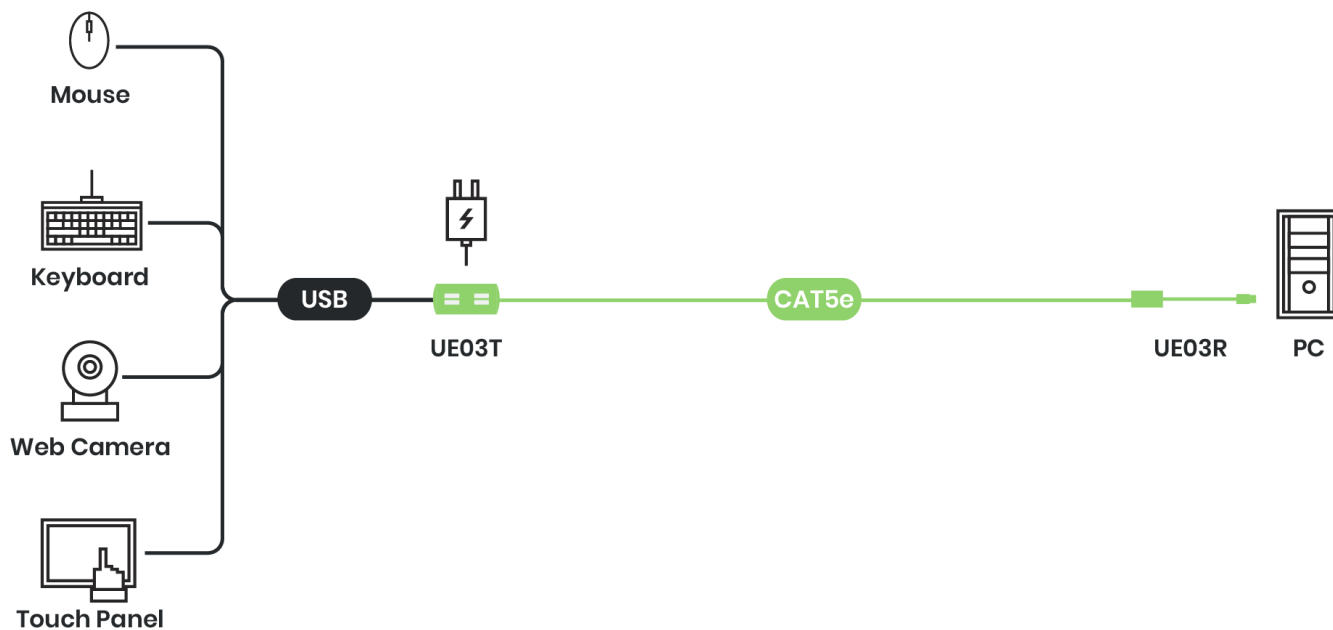 Mouse
Keyboard
USB
CAT5e
UE03T
UE03R
PC
Web Camera
Touch Panel